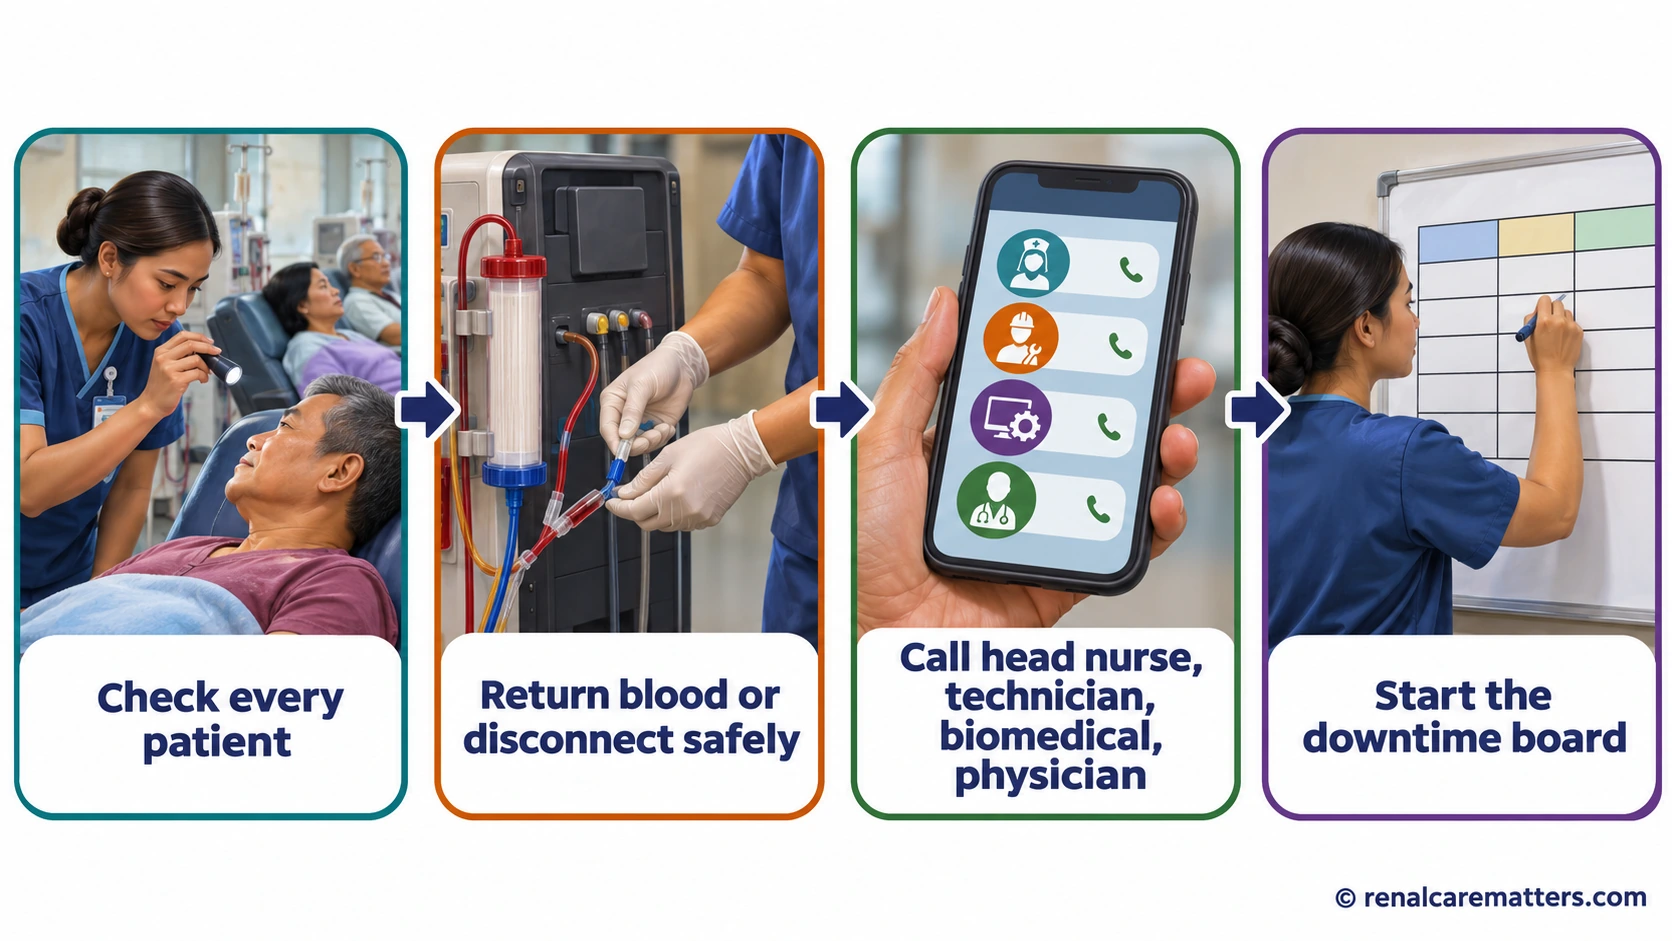 Check every
patient
Return blood or
disconnect safely
Call head nurse,
technician,
biomedical,
physician
Start the
downtime board
© renalcarematters.com